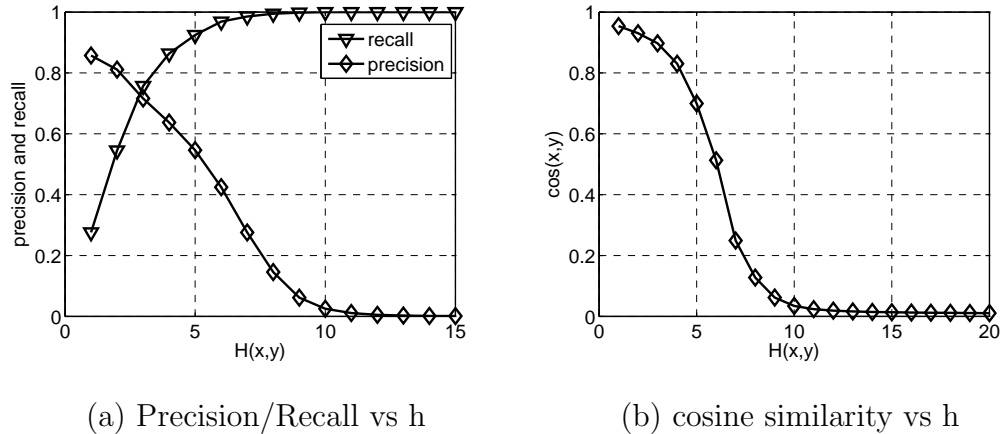 precision and recall
1
0.8
0.6
0.4
0.2
0
0 5 10 15
H(x,y)
recall
precision
(a) Precision/Recall vs h
cos(x,y)
1
0.8
0.6
0.4
0.2
0
0 5 10 15 20
H(x,y)
(b) cosine similarity vs h